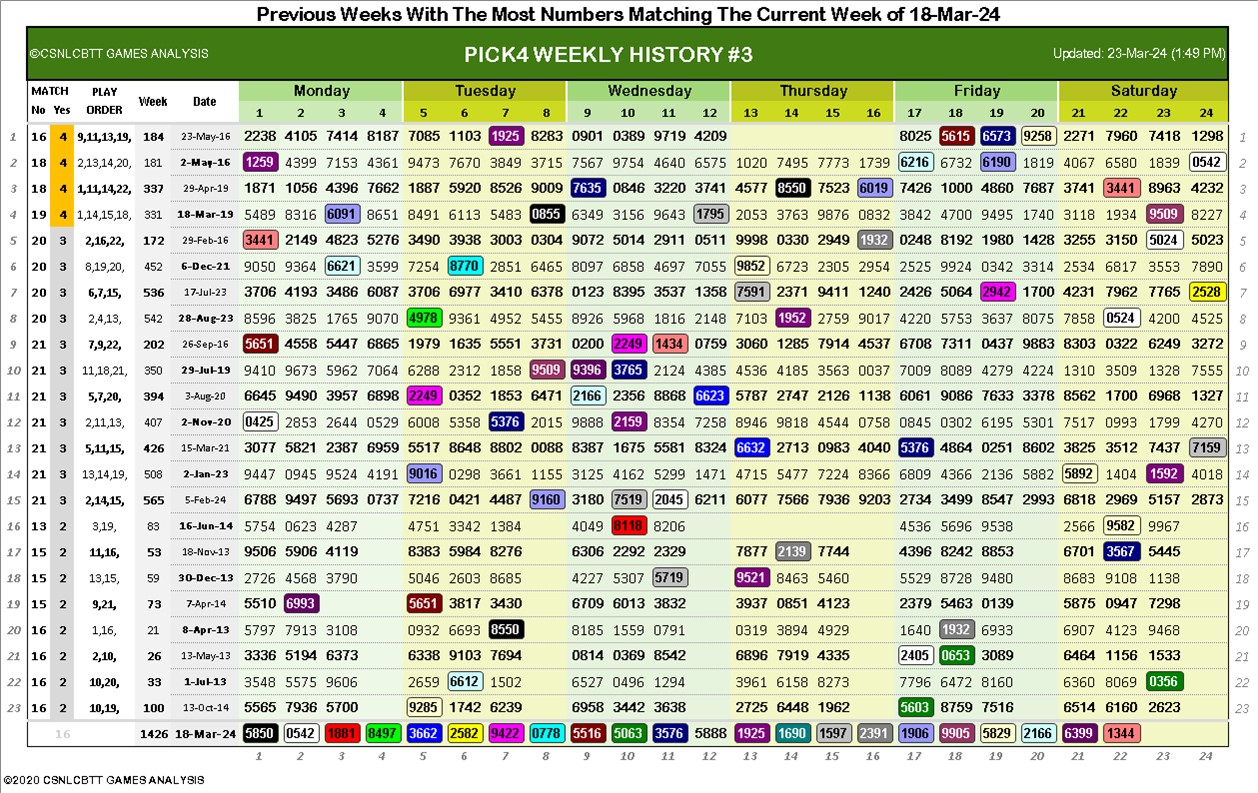 Previous Weeks With The Most Numbers Matching The Current Week of 18-Mar-24
©CSNLCBTT GAMES ANALYSIS PICK4 WEEKLY HISTORY #3 Updated: 23-Mar-24 (1:49 PM)
MATCH PLAY Week Date Monday Tuesday Wednesday Thursday Friday Saturday
No Yes ORDER 1 2 3 4 5 6 7 8 9 10 11 12 13 14 15 16 17 18 19 20 21 22 23 24
1 16 4 9,11,13,19, 184 23-May-16 2238 4105 7414 8187 7085 1103 1925 8283 0901 0389 9719 4209 8025 5615 6573 9258 2271 7960 7418 1298 1
2 18 4 2,13,14,20, 181 2-May-16 1259 4399 7153 4361 9473 7670 3849 3715 7567 9754 4640 6575 1020 7495 7773 1739 6216 6732 6190 1819 4067 6580 1839 0542 2
3 18 4 1,11,14,22, 337 29-Apr-19 1871 1056 4396 7662 1887 5920 8526 9009 7635 0846 3220 3741 4577 8550 7523 6019 7426 1000 4860 7687 3741 3441 8963 4232 3
4 19 4 1,14,15,18, 331 18-Mar-19 5489 8316 6091 8651 8491 6113 5483 0855 6349 3156 9643 1795 2053 3763 9876 0832 3842 4700 9495 1740 3118 1934 9509 8227 4
5 20 3 2,16,22, 172 29-Feb-16 3441 2149 4823 5276 3490 3938 3003 0304 9072 5014 2911 0511 9998 0330 2949 1932 0248 8192 1980 1428 3255 3150 5024 5023 5
6 20 3 8,19,20, 452 6-Dec-21 9050 9364 6621 3599 7254 8770 2851 6465 8097 6858 4697 7055 9852 6723 2305 2954 2525 9924 0342 3314 2534 6817 3553 7890 6
7 20 3 6,7,15, 536 17-Jul-23 3706 4193 3486 6087 3706 6977 3410 6378 0123 8395 3537 1358 7591 2371 9411 1240 2426 5064 2942 1700 4231 7962 7765 2528 7
8 20 3 2,4,13, 542 28-Aug-23 8596 3825 1765 9070 4978 9361 4952 5455 8926 5968 1816 2148 7103 1952 2759 9017 4220 5753 3637 8075 7858 0524 4200 4525 8
9 21 3 7,9,22, 202 26-Sep-16 5651 4558 5447 6865 1979 1635 5551 3731 0200 2249 1434 0759 3060 1285 7914 4537 6708 7311 0437 9883 8303 0322 6249 3272 9
10 21 3 11,18,21, 350 29-Jul-19 9410 9673 5962 7064 6288 2312 1858 9509 9396 3765 2124 4385 4536 4185 3563 0037 7009 8089 4279 4224 1310 3509 1328 7555 10
11 21 3 5,7,20, 394 3-Aug-20 6645 9490 3957 6898 2249 0352 1853 6471 2166 2356 8868 6623 5787 2747 2126 1138 6061 9086 7633 3378 8562 1700 6968 1327 11
12 21 3 2,11,13, 407 2-Nov-20 0425 2853 2644 0529 6008 5358 5376 2015 9888 2159 8354 7258 8946 9818 4544 0758 0845 0302 6195 5301 7517 0993 1799 4270 12
13 21 3 5,11,15, 426 15-Mar-21 3077 5821 2387 6959 5517 8648 8802 0088 8387 1675 5581 8324 6632 2713 0983 4040 5376 4864 0251 8602 3825 3512 7437 7159 13
14 21 3 13,14,19, 508 2-Jan-23 9447 0945 9524 4191 9016 0298 3661 1155 3125 4162 5299 1471 4715 5477 7224 8366 6809 4366 2136 5882 5892 1404 1592 4018 14
15 21 3 2,14,15, 565 5-Feb-24 6788 9497 5693 0737 7216 0421 4487 9160 3180 7519 2045 6211 6077 7566 7936 9203 2734 3499 8547 2993 6818 2969 5157 2873 15
16 13 2 3,19, 83 16-Jun-14 5754 0623 4287 4751 3342 1384 4049 8118 8206 4536 5696 9538 2566 9582 9967 16
17 15 2 11,16, 53 18-Nov-13 9506 5906 4119 8383 5984 8276 6306 2292 2329 7877 2139 7744 4396 8242 8853 6701 3567 5445 17
18 15 2 13,15, 59 30-Dec-13 2726 4568 3790 5046 2603 8685 4227 5307 5719 9521 8463 5460 5529 8728 9480 8683 9108 1138 18
19 15 2 9,21, 73 7-Apr-14 5510 6993 5651 3817 3430 6709 6013 3832 3937 0851 4123 2379 5463 0139 5875 0947 7298 19
20 16 2 1,16, 21 8-Apr-13 5797 7913 3108 0932 6693 8550 8185 1559 0791 0319 3894 4929 1640 1932 6933 6907 4123 9468 20
21 16 2 2,10, 26 13-May-13 3336 5194 6373 6338 9103 7694 0814 0369 8542 6896 7919 4335 2405 0653 3089 6464 1156 1533 21
22 16 2 10,20, 33 1-Jul-13 3548 5575 9606 2659 6612 1502 6527 0496 1294 3961 6158 8273 7796 6472 8160 6360 8069 0356 22
23 16 2 10,19, 100 13-Oct-14 5565 7936 5700 9285 1742 6239 6958 3442 3638 2725 6448 1962 5603 8759 7516 6514 6160 2623 23
16 1426 18-Mar-24 5850 0542 1881 8497 3662 2582 9422 0778 5516 5063 3576 5888 1925 1690 1597 2391 1906 9905 5829 2166 6399 1344
1 2 3 4 5 6 7 8 9 10 11 12 13 14 15 16 17 18 19 20 21 22 23 24
©2020 CSNLCBTT GAMES ANALYSIS